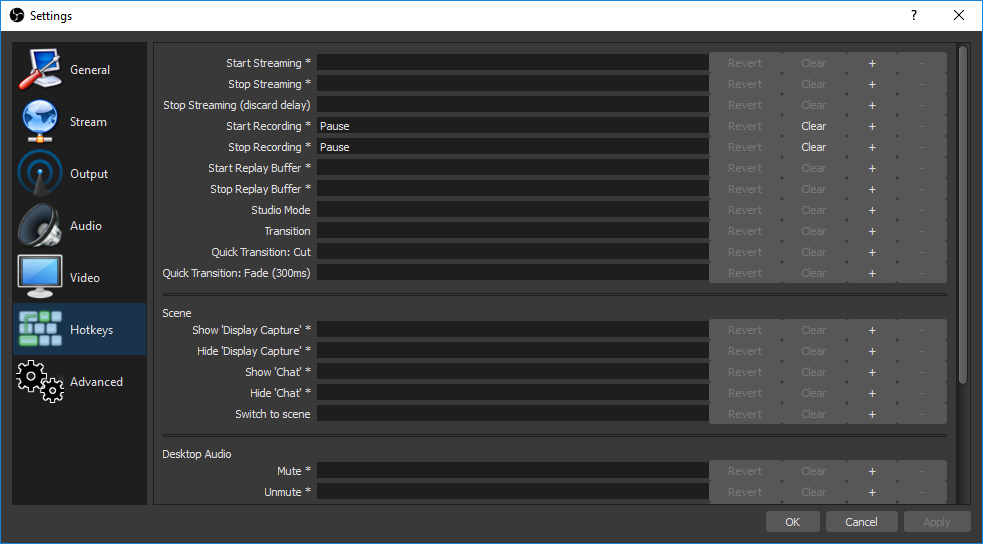 Settings ?
General
Stream
Output
Audio
Video
Hotkeys
Advanced
Start Streaming * Revert Clear + -
Stop Streaming * Revert Clear + -
Stop Streaming (discard delay) Revert Clear + -
Start Recording * Pause Revert Clear + -
Stop Recording * Pause Revert Clear + -
Start Replay Buffer * Revert Clear + -
Stop Replay Buffer * Revert Clear + -
Studio Mode Revert Clear + -
Transition Revert Clear + -
Quick Transition: Cut Revert Clear + -
Quick Transition: Fade (300ms) Revert Clear + -
Scene
Show 'Display Capture' * Revert Clear + -
Hide 'Display Capture' * Revert Clear + -
Show 'Chat' * Revert Clear + -
Hide 'Chat' * Revert Clear + -
Switch to scene Revert Clear + -
Desktop Audio
Mute * Revert Clear + -
Unmute * Revert Clear + -
OK Cancel Apply